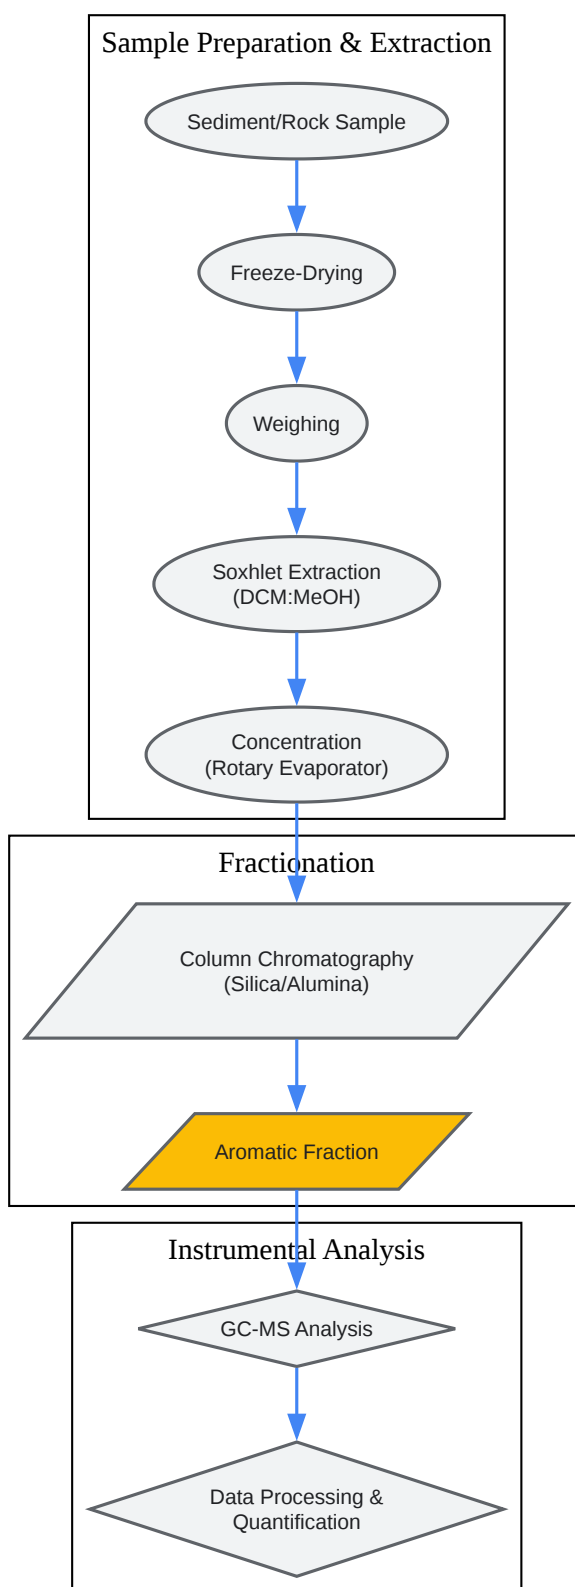 Sample Preparation & Extraction
Sediment/Rock Sample
Freeze-Drying
Weighing
Soxhlet Extraction
(DCM:MeOH)
Concentration
(Rotary Evaporator)
Fractionation
Column Chromatography
(Silica/Alumina)
Aromatic Fraction
Instrumental Analysis
GC-MS Analysis
Data Processing &
Quantification